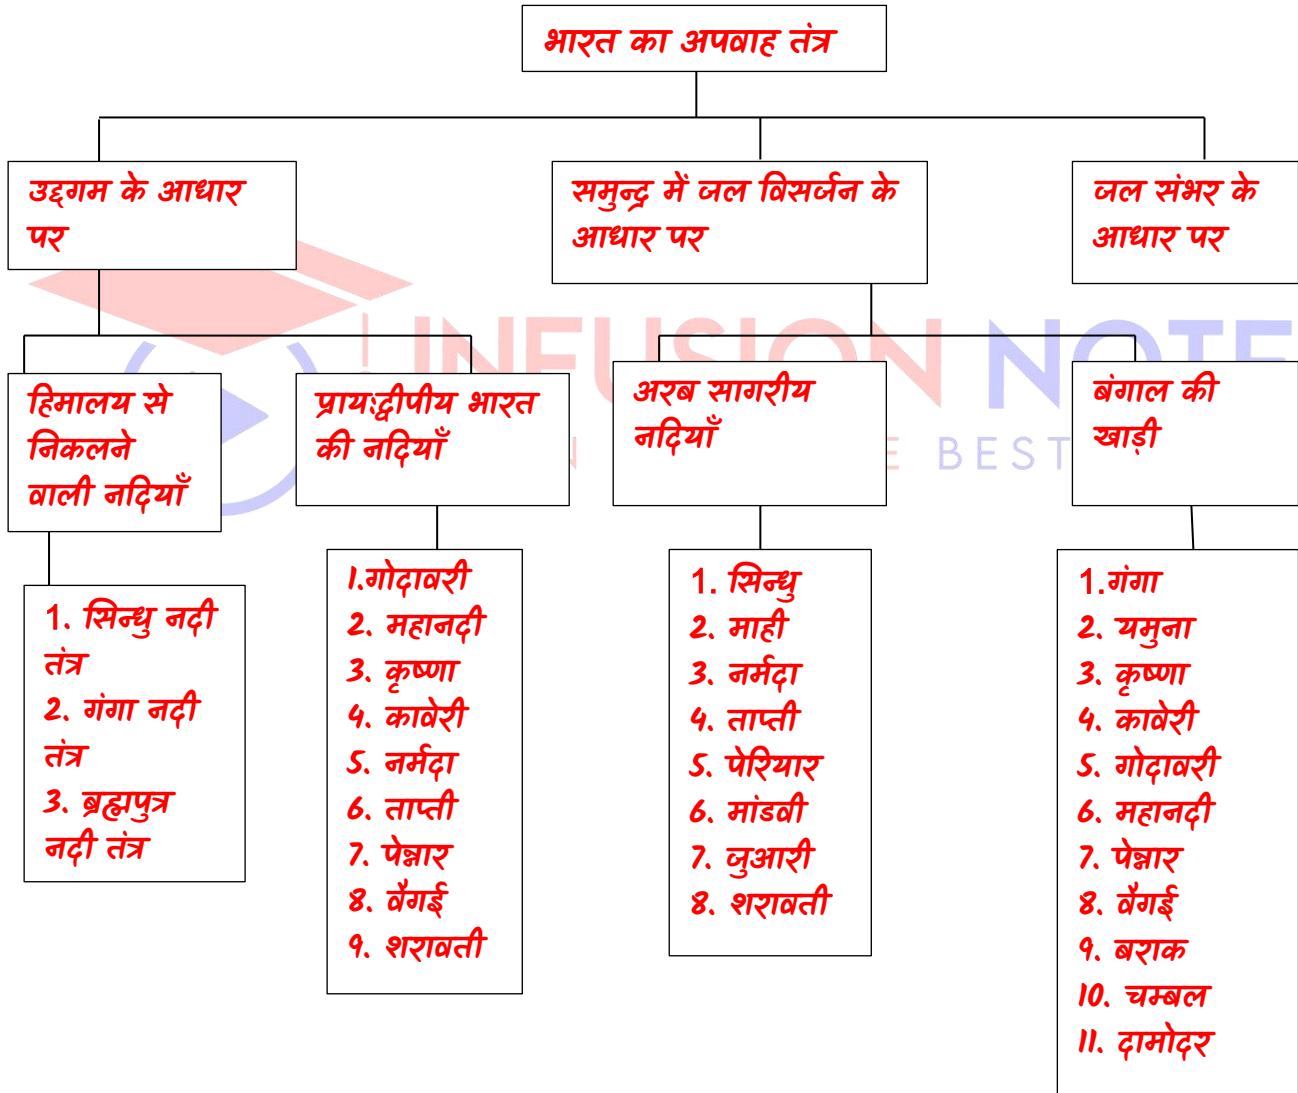 भारत का अपवाह तंत्र
उद्दगम के आधार
पर
समुन्द्र में जल विसर्जन के
आधार पर
जल संभर के
आधार पर
INFUSION NOTE
BEST
हिमालय से
निकलने
वाली नदियाँ
प्राय:द्वीपीय भारत
की नदियाँ
अरब सागरीय
नदियाँ
बंगाल की
खाड़ी
1. सिन्धु नदी
तंत्र
2. गंगा नदी
तंत्र
3. ब्रह्मपुत्र
नदी तंत्र
1.गोदावरी
2. महानदी
3. कृष्णा
4. कावेरी
5. नर्मदा
6. ताप्ती
7. पेन्नार
8. वैगई
9. शरावती
1. सिन्धु
2. माही
3. नर्मदा
4. ताप्ती
5. पेरियार
6. मांडवी
7. जुआरी
8. शरावती
1.गंगा
2. यमुना
3. कृष्णा
4. कावेरी
5. गोदावरी
6. महानदी
7. पेन्नार
8. वैगई
9. बराक
10. चम्बल
11. दामोदर